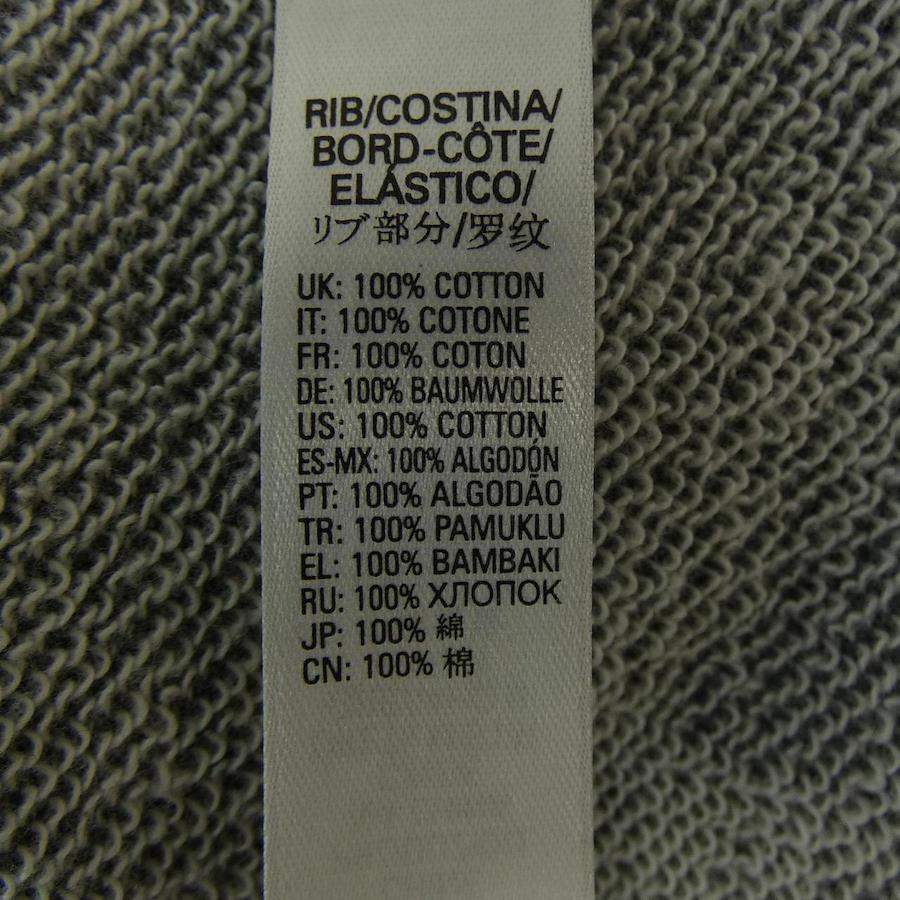 RIB/COSTINA/
BORD-CÔTE/
ELÁSTICO/
リブ部分/罗纹
UK: 100% COTTON
IT: 100% COTONE
FR: 100% COTON
DE: 100% BAUMWOLLE
US: 100% COTTON
ES-MX: 100% ALGODÓN
PT: 100% ALGODÃO
TR: 100% PAMUKLU
EL: 100% BAMBAKI
RU: 100% ХЛОПОК
JP: 100% 綿
CN: 100% 棉